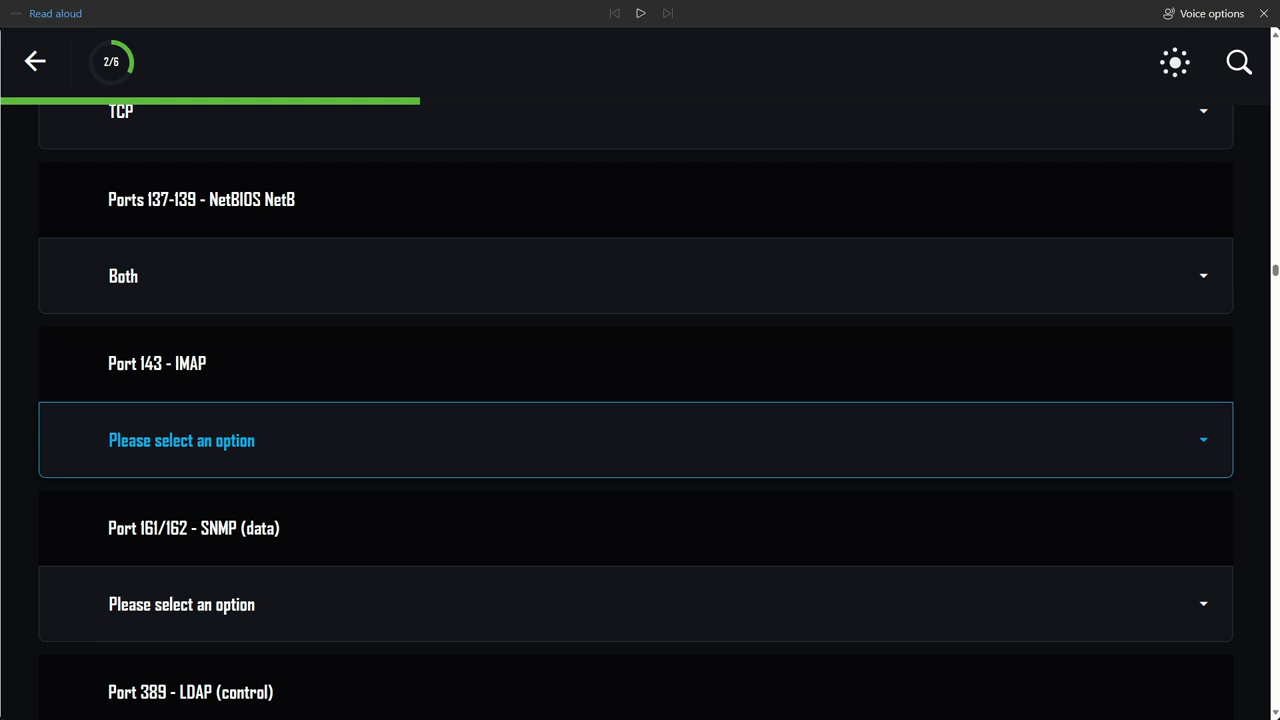 Read aloud
Voice options
2/6
TCP
Ports 137-139 - NetBIOS NetB
Both
Port 143 - IMAP
Please select an option
Port 161/162 - SNMP (data)
Please select an option
Port 389 - LDAP (control)